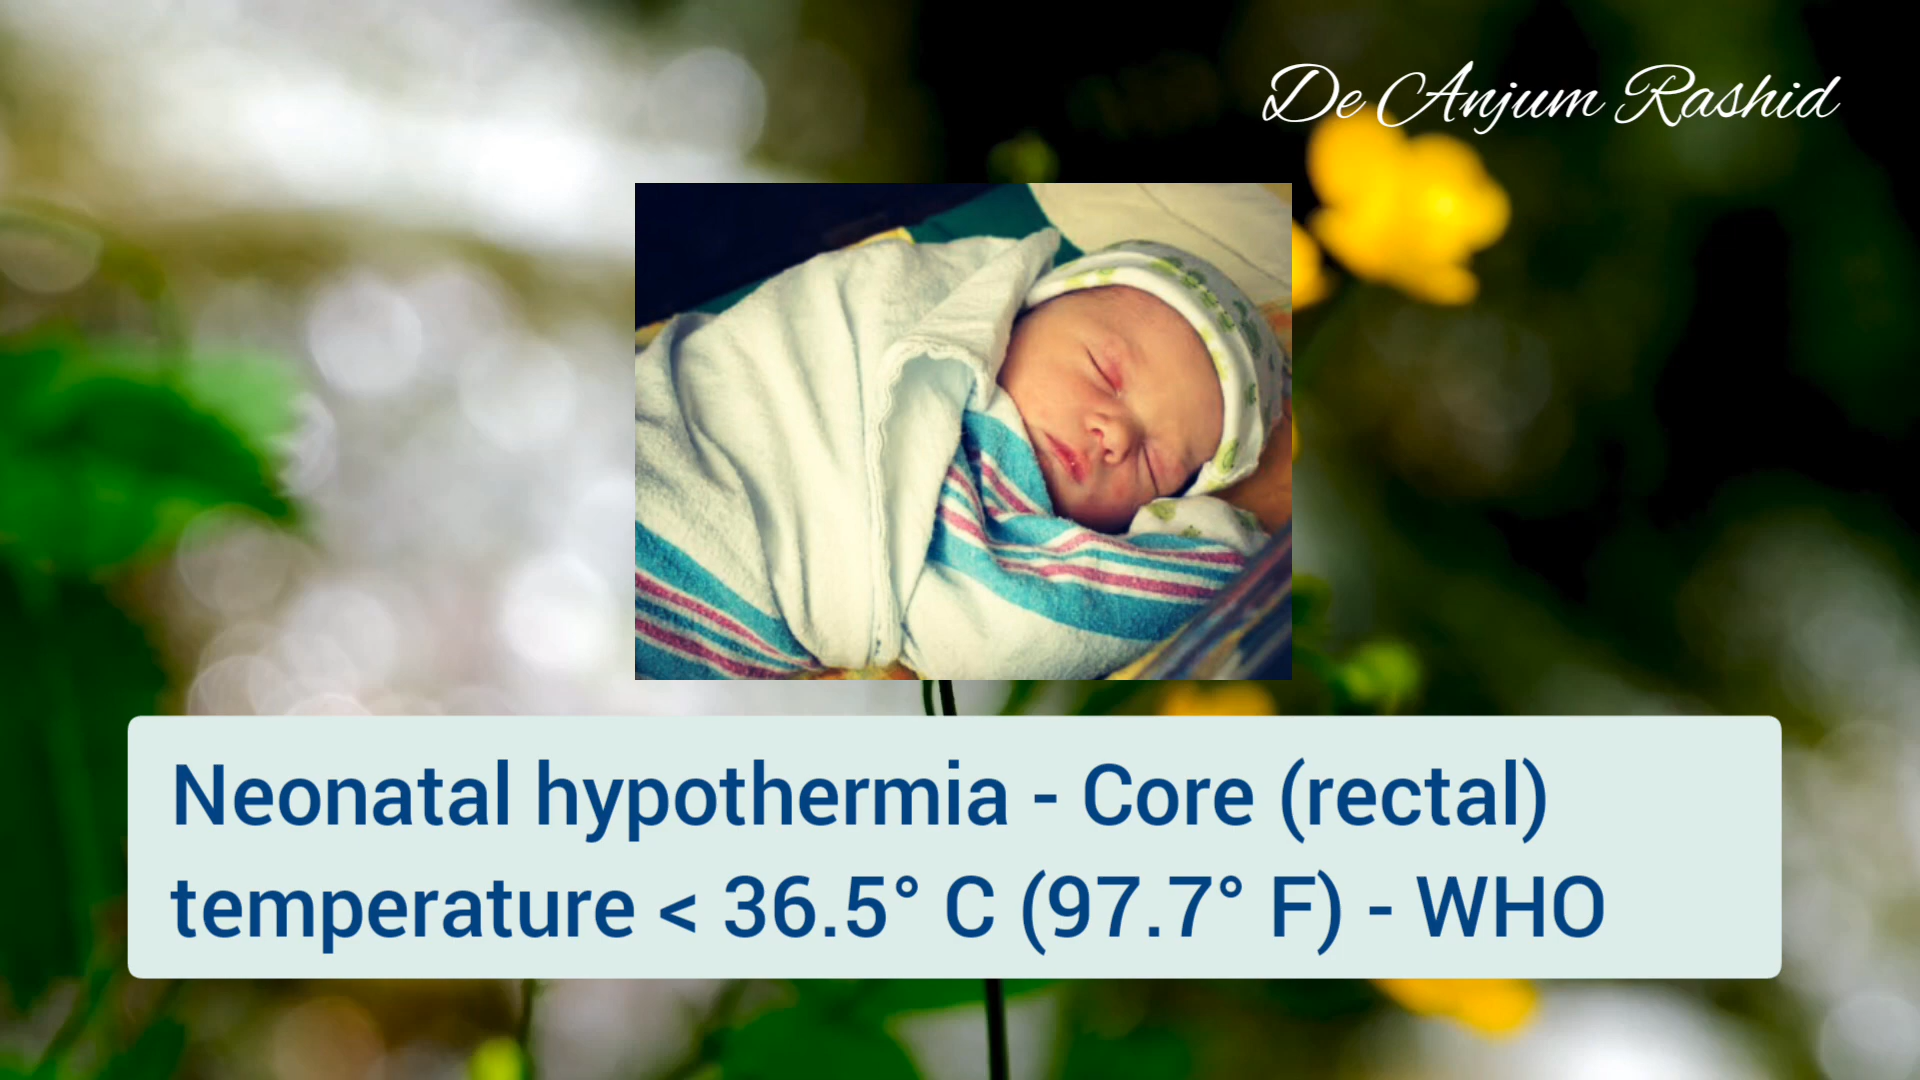 De Anjum Rashid
Neonatal hypothermia - Core (rectal)
temperature < 36.5° C (97.7° F) - WHO